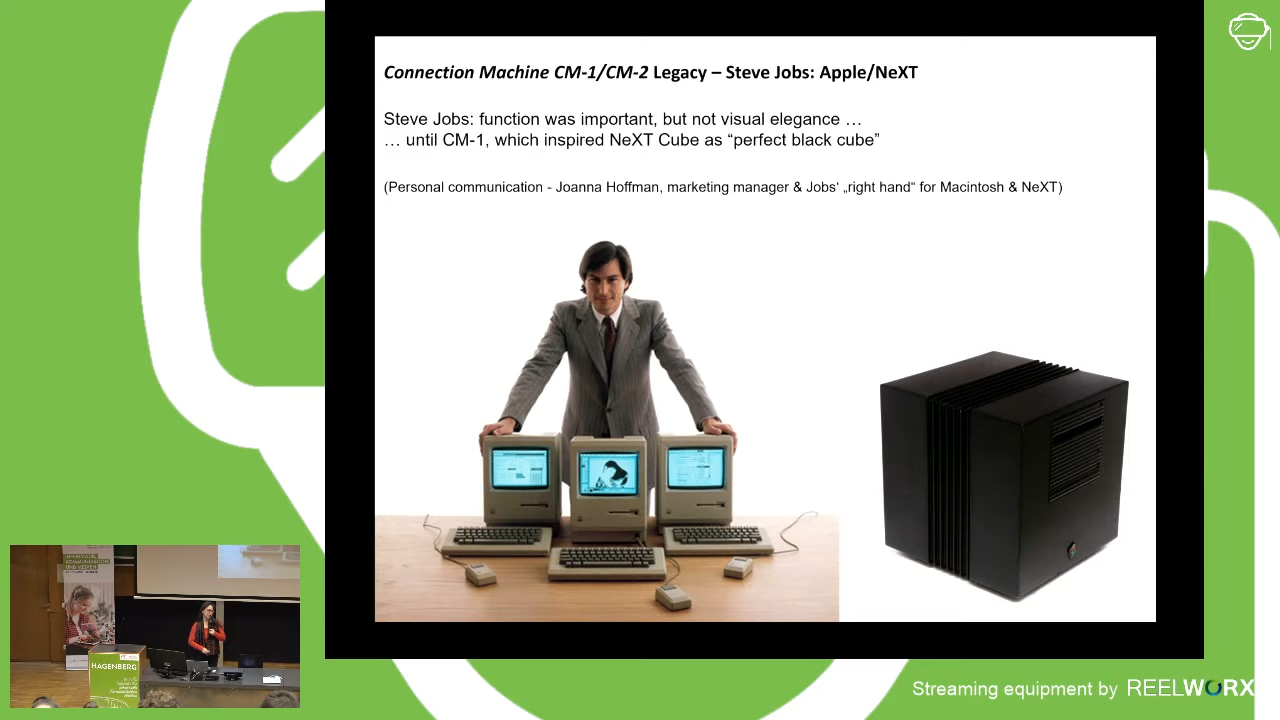 Connection Machine CM-1/CM-2 Legacy – Steve Jobs: Apple/NeXT
Steve Jobs: function was important, but not visual elegance …
… until CM-1, which inspired NeXT Cube as “perfect black cube”
(Personal communication - Joanna Hoffman, marketing manager & Jobs‘ „right hand“ for Macintosh & NeXT)
HAGENBERG
Streaming equipment by REELWORX